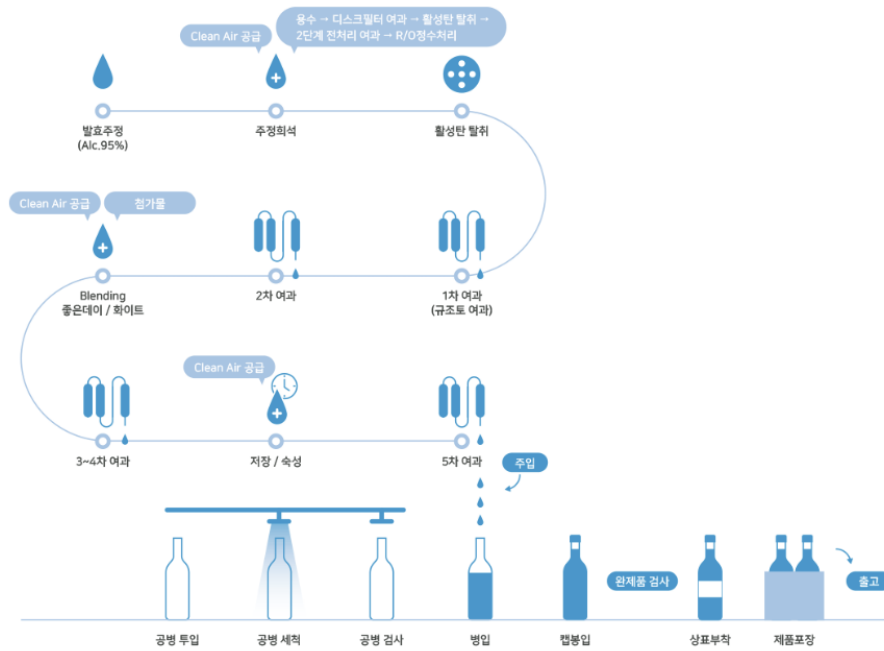 용수 → 디스크필터 여과 → 활성탄 탈취 →
2단계 전처리 여과 → R/O정수처리
Clean Air 공급
발효주정
(Alc.95%)
주정희석
활성탄 탈취
Clean Air 공급
첨가물
Blending
좋은데이 / 화이트
2차 여과
1차 여과
(규조토 여과)
Clean Air 공급
3~4차 여과
저장 / 숙성
5차 여과
주입
완제품 검사
출고
공병 투입
공병 세척
공병 검사
병입
캡봉입
상표부착
제품포장